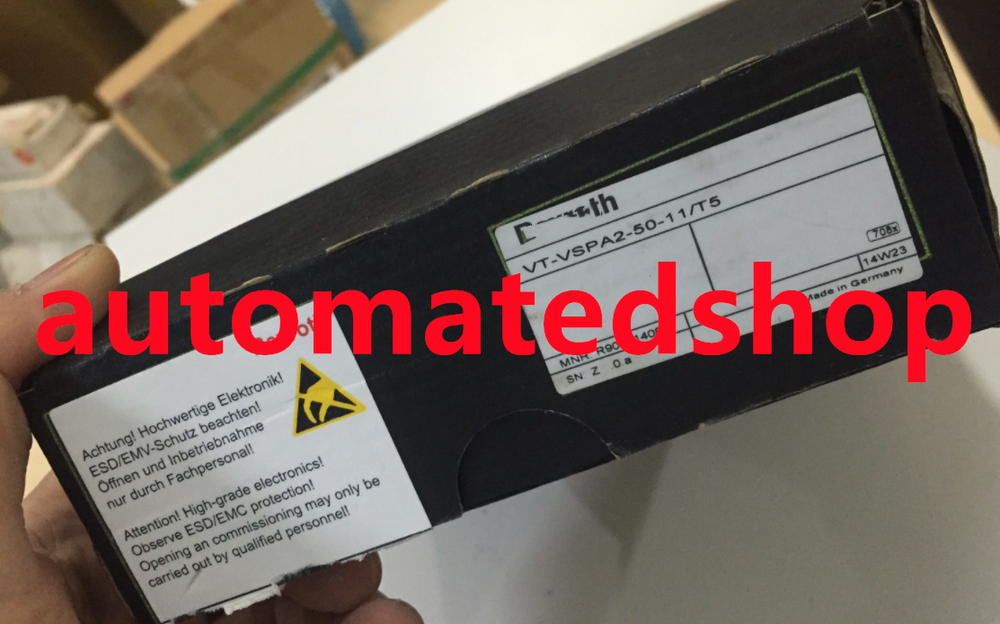 automatedshop
VT-VSPA2-50-11/T5
708x
14W23
Made in Germany
MNR:
SN: Z 0.a
Achtung! Hochwertige Elektronik!
ESD/EMV-Schutz beachten!
Öffnen und Inbetriebnahme
nur durch Fachpersonal!
Attention! High-grade electronics!
Observe ESD/EMC protection!
Opening an commissioning may only be
carried out by qualified personnel!